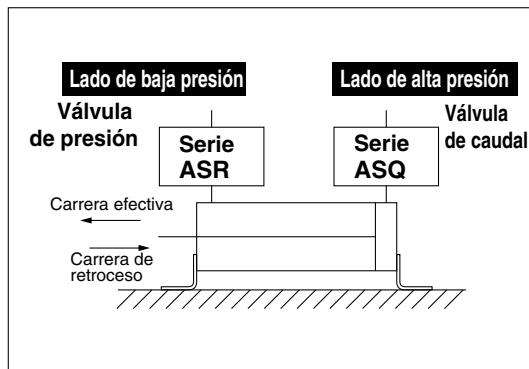 Lado de baja presión
Lado de alta presión
Válvula
de presión
Serie
ASR
Serie
ASQ
Válvula
de caudal
Carrera efectiva
Carrera de
retroceso